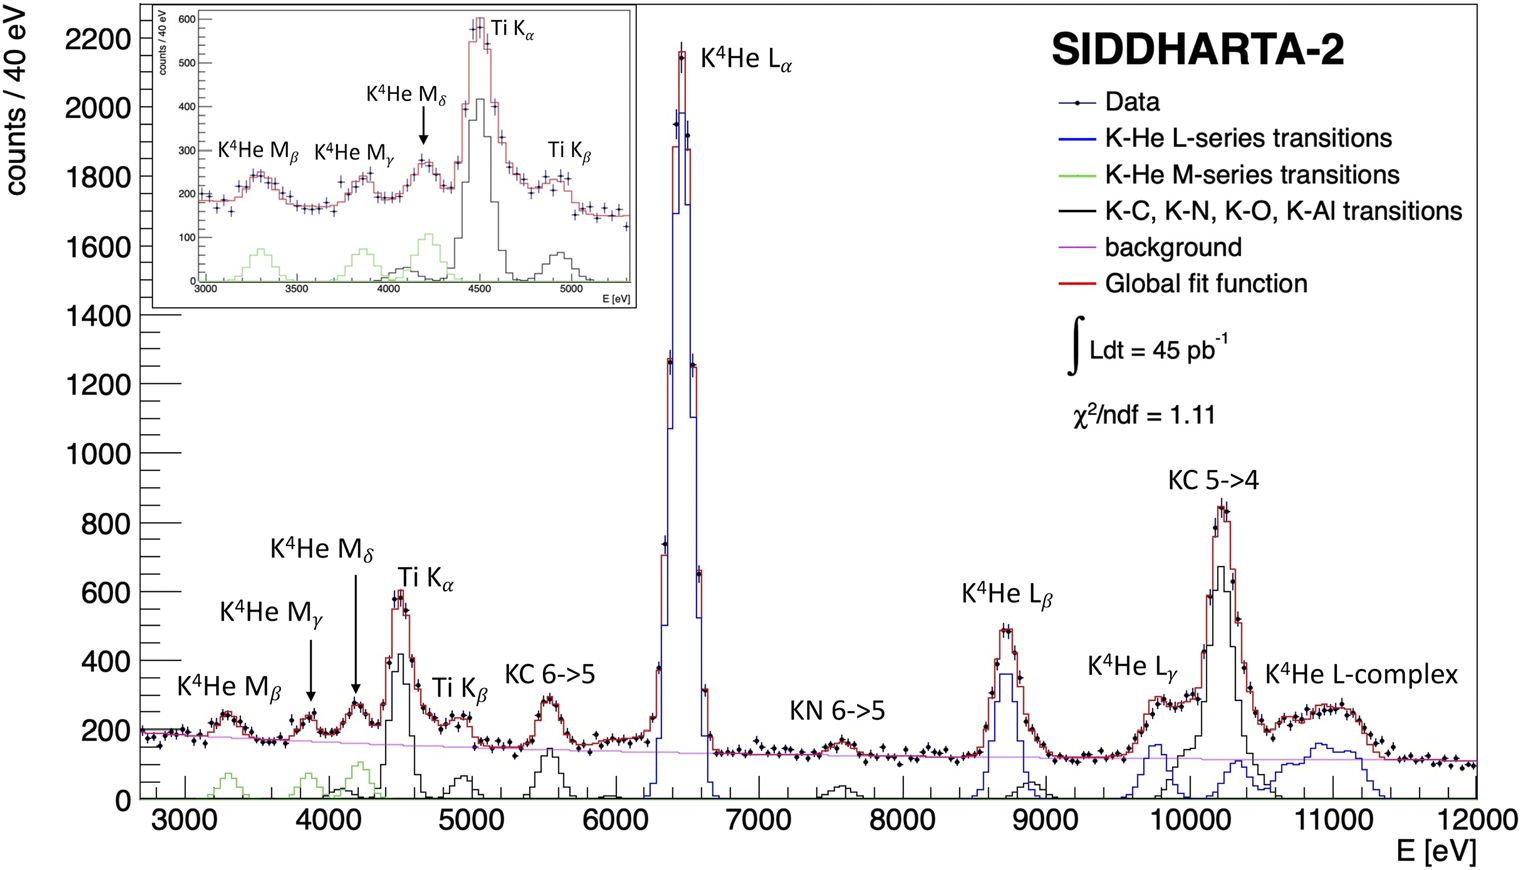 counts / 40 eV
2200
2000
1800
1600
1400
1200
1000
800
600
400
200
0
counts / 40 eV
600
500
400
300
200
100
0
Ti Kα
K⁴He Mδ
K⁴He Mβ
K⁴He Mγ
Ti Kβ
3000 3500 4000 4500 5000
E [eV]
K⁴He Lα
SIDDHARTA-2
Data
K-He L-series transitions
K-He M-series transitions
K-C, K-N, K-O, K-Al transitions
background
Global fit function
∫ Ldt = 45 pb⁻¹
χ²/ndf = 1.11
KC 5->4
K⁴He Mδ
Ti Kα
K⁴He Mγ
K⁴He Lβ
K⁴He Mβ
Ti Kβ
KC 6->5
KN 6->5
K⁴He Lγ
K⁴He L-complex
3000 4000 5000 6000 7000 8000 9000 10000 11000 12000
E [eV]